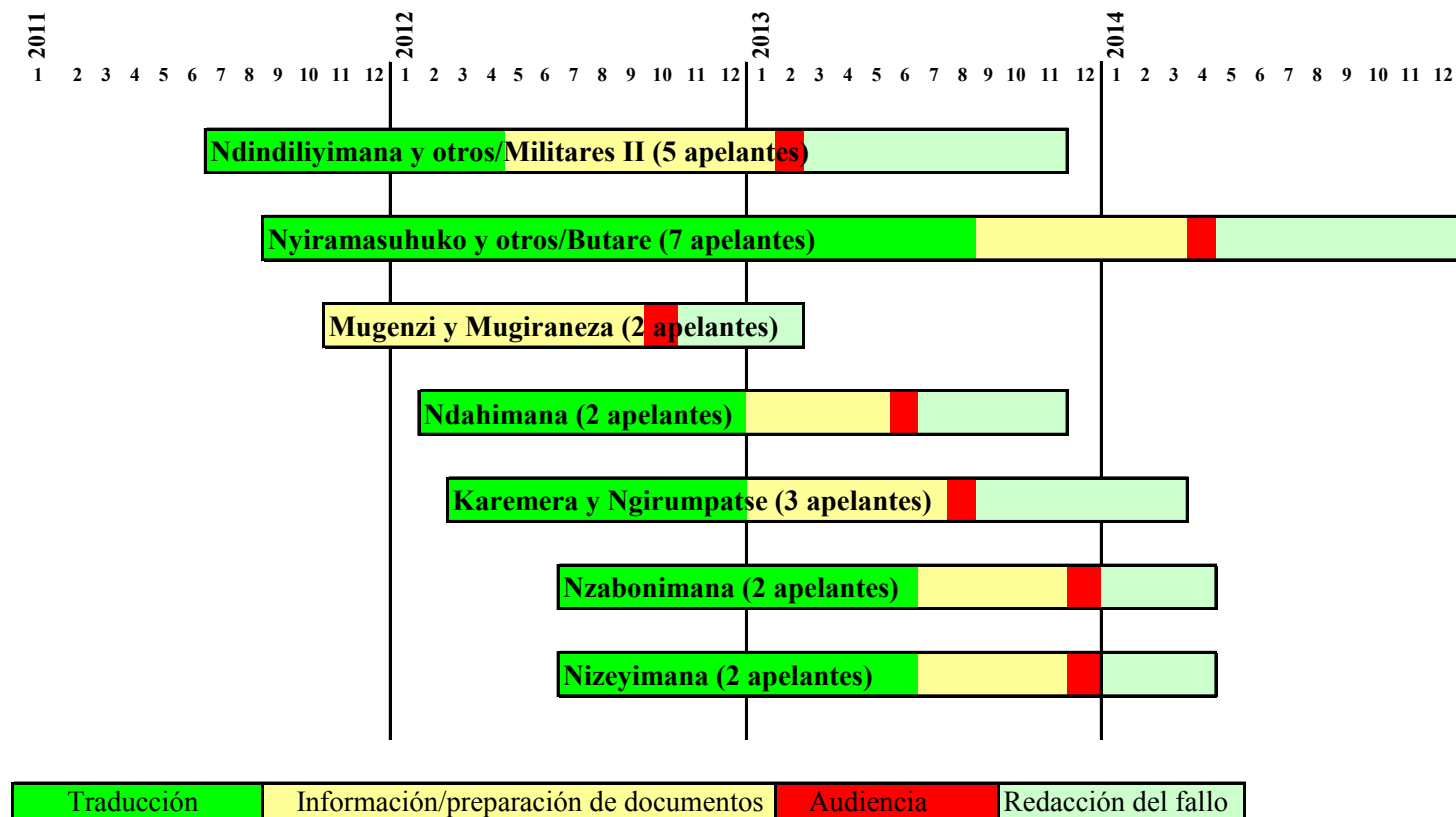 2011 2012 2013 2014
1 2 3 4 5 6 7 8 9 10 11 12 1 2 3 4 5 6 7 8 9 10 11 12 1 2 3 4 5 6 7 8 9 10 11 12 1 2 3 4 5 6 7 8 9 10 11 12
Ndindiliyimana y otros/Militares II (5 apelantes)
Nyiramasuhuko y otros/Butare (7 apelantes)
Mugenzi y Mugiraneza (2 apelantes)
Ndahimana (2 apelantes)
Karemera y Ngirumpatse (3 apelantes)
Nzabonimana (2 apelantes)
Nizeyimana (2 apelantes)
Traducción Información/preparación de documentos Audiencia Redacción del fallo